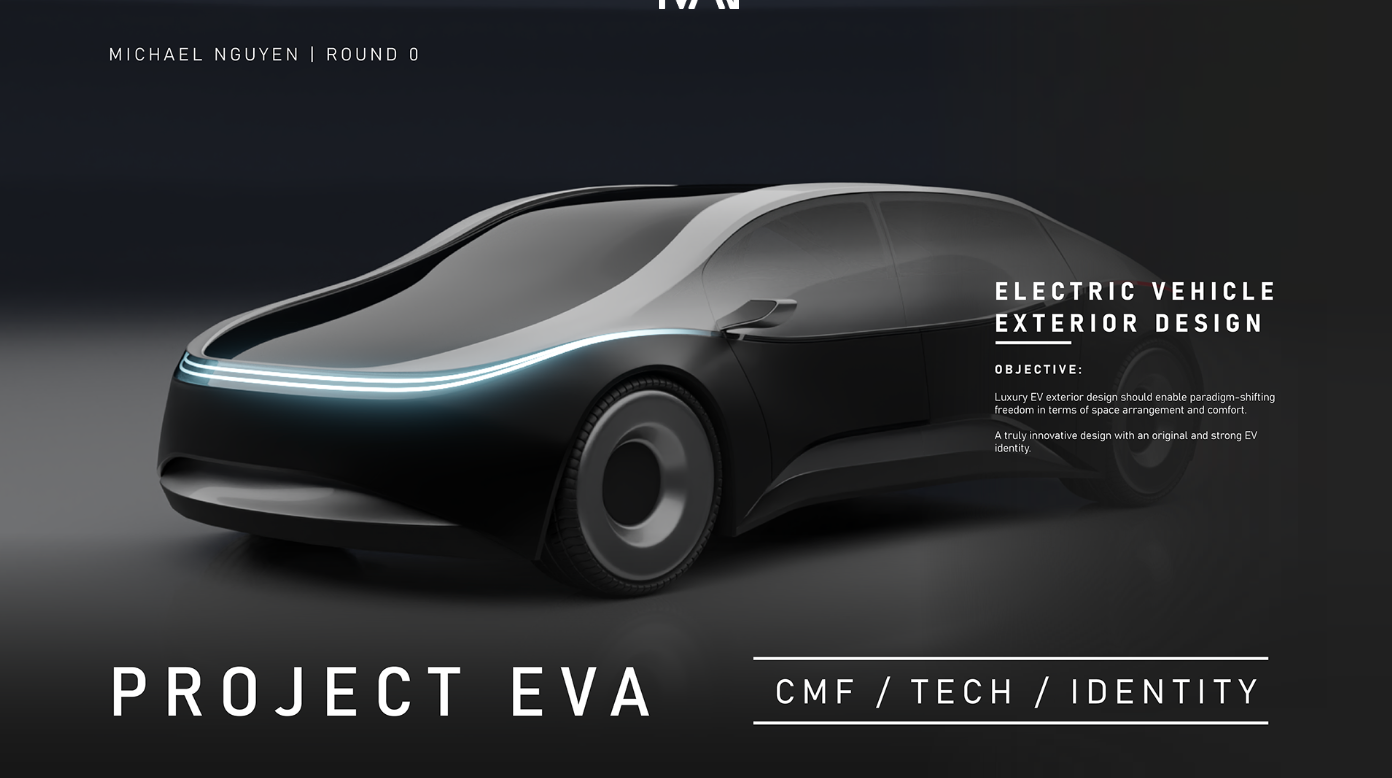 MICHAEL NGUYEN | ROUND 0
ELECTRIC VEHICLE
EXTERIOR DESIGN
OBJECTIVE:
Luxury EV exterior design should enable paradigm-shifting
freedom in terms of space arrangement and comfort.
A truly innovative design with an original and strong EV
identity.
PROJECT EVA
CMF / TECH / IDENTITY